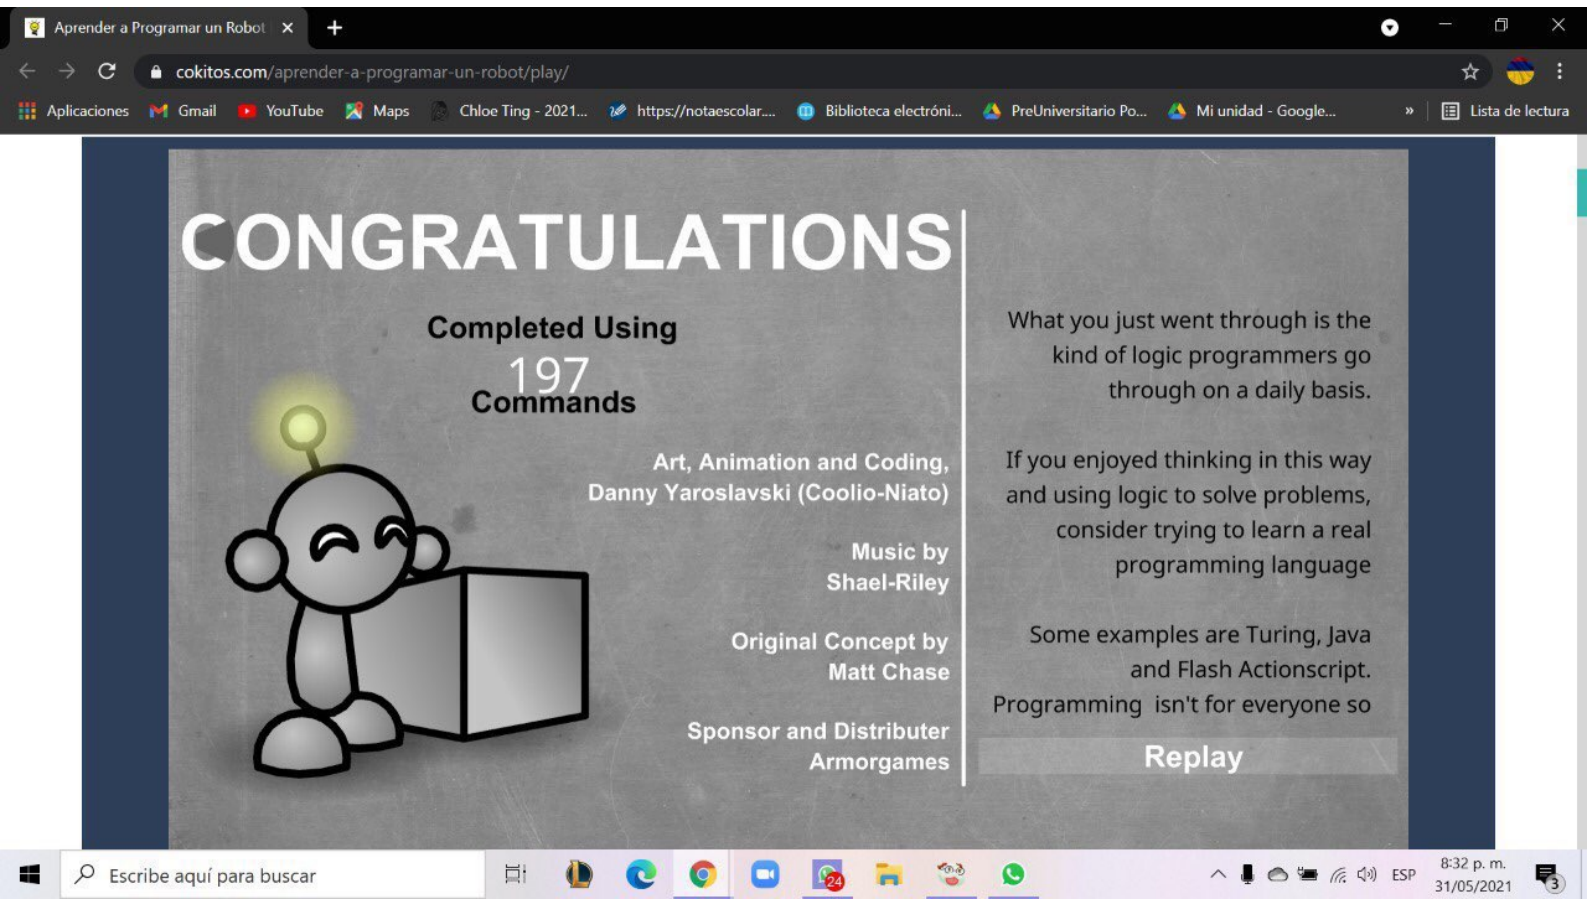 Aprender a Programar un Robot
cokitos.com/aprender-a-programar-un-robot/play/
Aplicaciones
Gmail
YouTube
Maps
Chloe Ting - 2021...
https://notaescolar....
Biblioteca electróni...
PreUniversitario Po...
Mi unidad - Google...
»
Lista de lectura
CONGRATULATIONS
Completed Using
197
Commands
Art, Animation and Coding,
Danny Yaroslavski (Coolio-Niato)
Music by
Shael-Riley
Original Concept by
Matt Chase
Sponsor and Distributer
Armorgames
What you just went through is the
kind of logic programmers go
through on a daily basis.
If you enjoyed thinking in this way
and using logic to solve problems,
consider trying to learn a real
programming language
Some examples are Turing, Java
and Flash Actionscript.
Programming isn't for everyone so
Replay
Escribe aquí para buscar
24
ESP
8:32 p. m.
31/05/2021
3